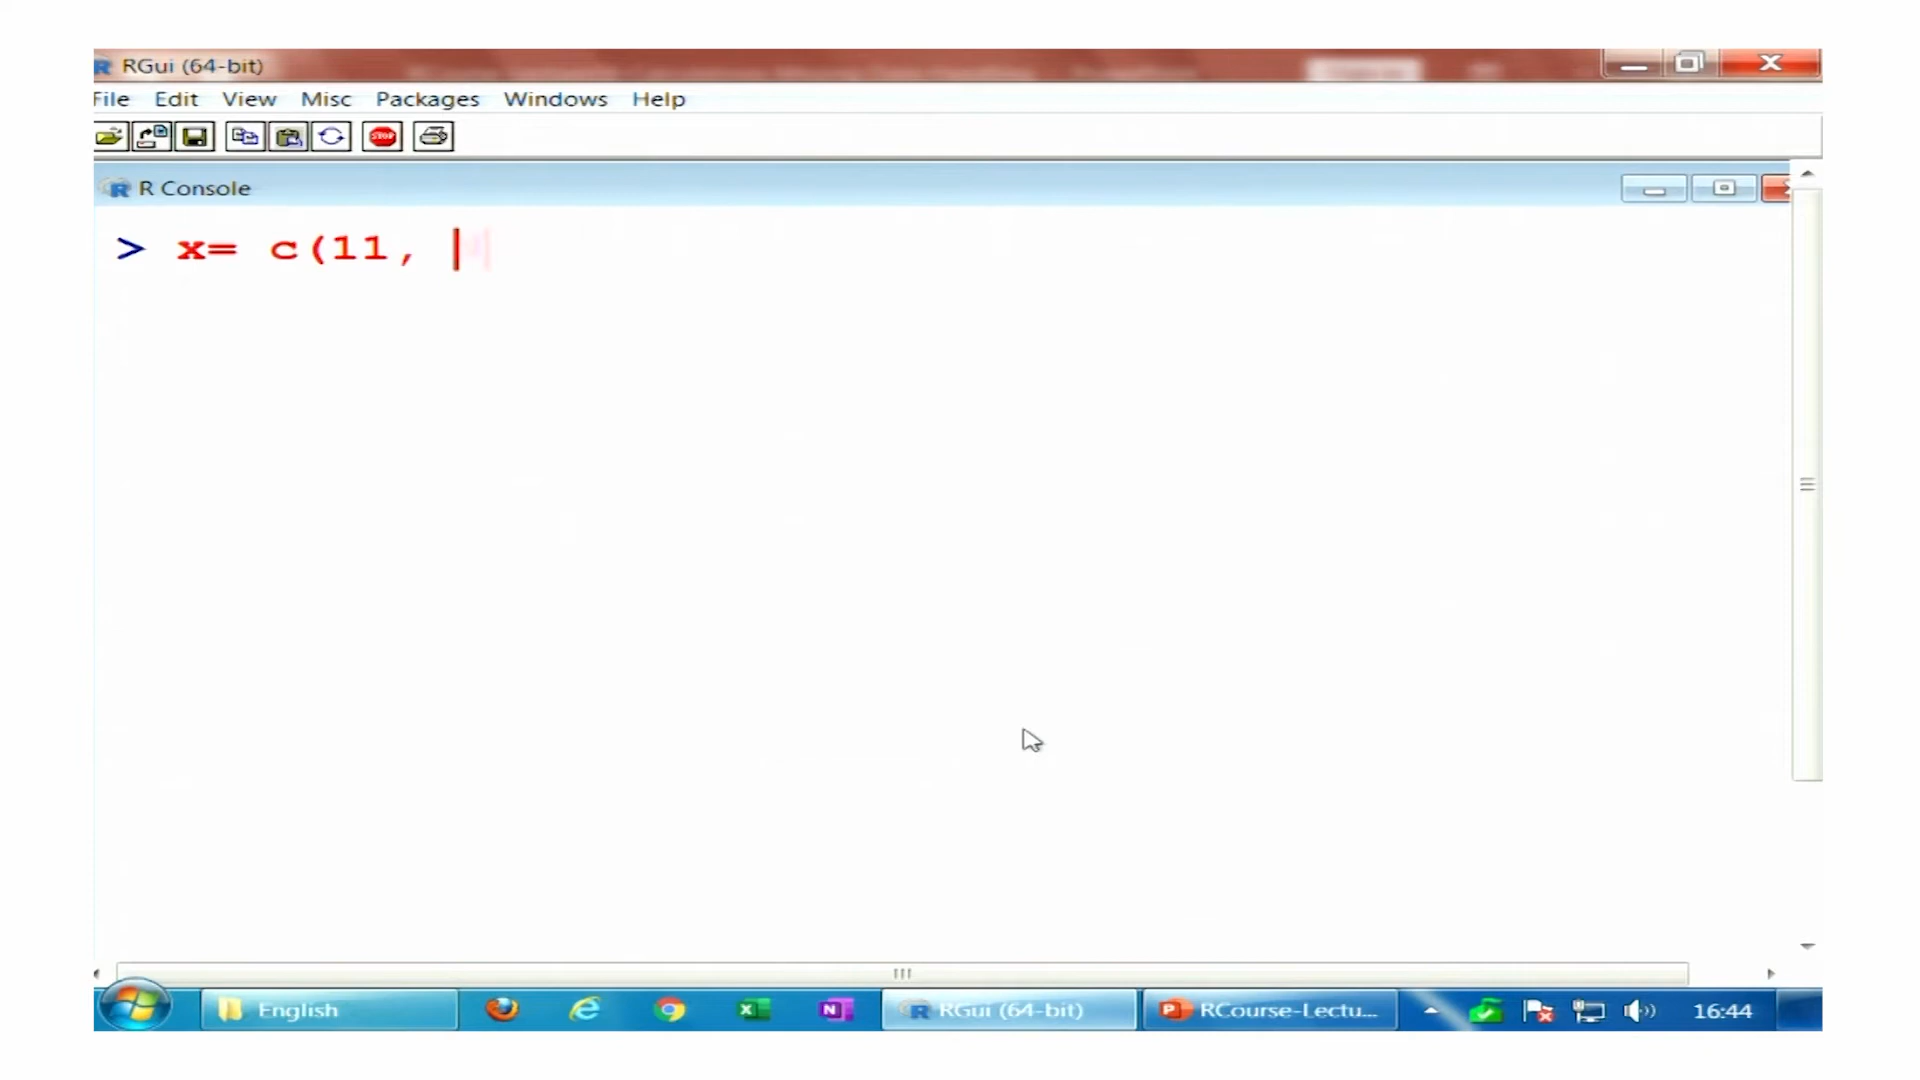 RGui (64-bit)
File Edit View Misc Packages Windows Help
STOP
R Console
> x= c(11,
English
RGui (64-bit)
RCourse-Lectu...
16:44